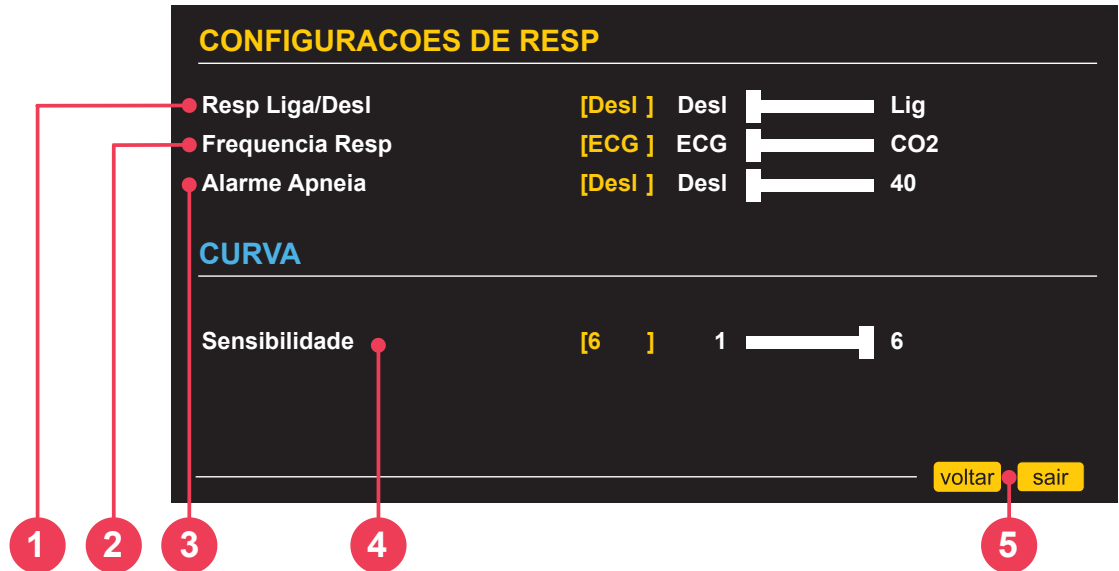 CONFIGURACOES DE RESP
Resp Liga/Desl [Desl ] Desl Lig
Frequencia Resp [ECG ] ECG CO2
Alarme Apneia [Desl ] Desl 40
CURVA
Sensibilidade [6 ] 1 6
voltar sair
1 2 3 4 5